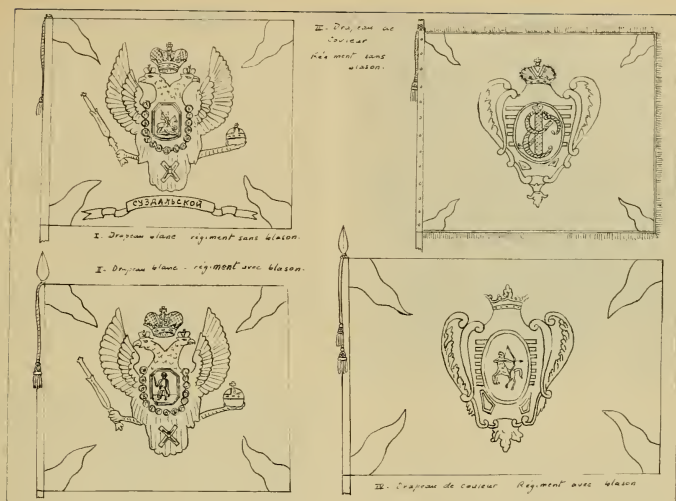 СУЗДАЛЬСКОЙ
I. Drapeau blanc régiment sans blason.
II. Drapeau de
couleur
Régiment sans
blason.
II- Drapeau blanc - régiment avec blason.
IV- Drapeau de couleur Régiment avec blason